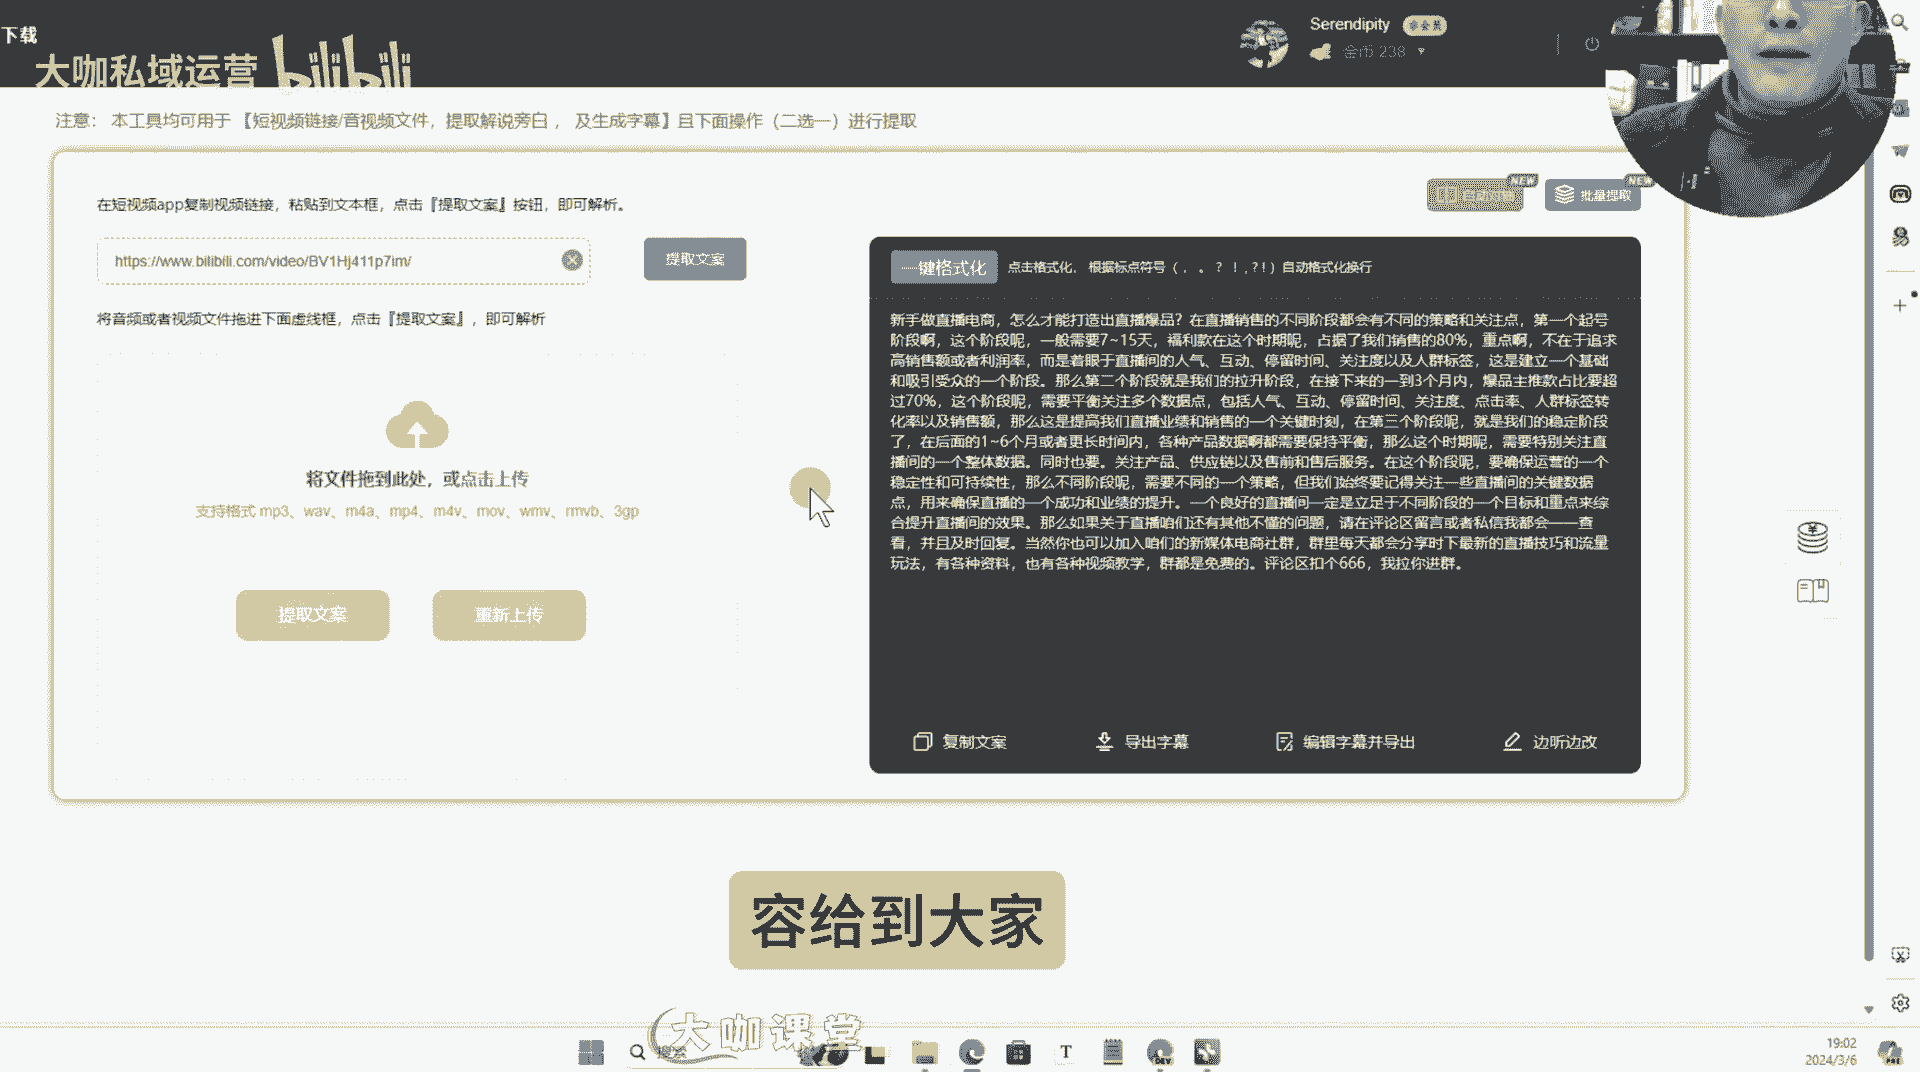 下载
大咖私域运营 bilibili
Serendipity
金币 238
注意： 本工具均可用于 【短视频链接/音视频文件，提取解说旁白， 及生成字幕】且下面操作（二选一）进行提取
在短视频app复制视频链接，粘贴到文本框，点击『提取文案』按钮，即可解析。
NEW
批量提取
NEW
https://www.bilibili.com/video/BV1Hj411p7im/
提取文案
一键格式化
点击格式化， 根据标点符号（ ， 。 ？ ！ , ? ! ）自动格式化换行
将音频或者视频文件拖进下面虚线框，点击『提取文案』，即可解析
新手做直播电商，怎么才能打造出直播爆品？在直播销售的不同阶段都会有不同的策略和关注点，第一个起号
阶段啊，这个阶段呢，一般需要7~15天，福利款在这个时期呢，占据了我们销售的80%，重点啊，不在于追求
高销售额或者利润率，而是着眼于直播间的人气、互动、停留时间、关注度以及人群标签，这是建立一个基础
和吸引受众的一个阶段。那么第二个阶段就是我们的拉升阶段，在接下来的一到3个月内，爆品主推款占比要超
过70%，这个阶段呢，需要平衡关注多个数据点，包括人气、互动、停留时间、关注度、点击率、人群标签转
化率以及销售额，那么这是提高我们直播业绩和销售的一个关键时刻，在第三个阶段呢，就是我们的稳定阶段
了，在后面的1~6个月或者更长时间内，各种产品数据啊都需要保持平衡，那么这个时期呢，需要特别关注直
播间的一个整体数据。同时也要。关注产品、供应链以及售前和售后服务。在这个阶段呢，要确保运营的一个
稳定性和可持续性，那么不同阶段呢，需要不同的一个策略，但我们始终要记得关注一些直播间的关键数据
点，用来确保直播的一个成功和业绩的提升。一个良好的直播间一定是立足于不同阶段的一个目标和重点来综
合提升直播间的效果。那么如果关于直播咱们还有其他不懂的问题，请在评论区留言或者私信我都会一一查
看，并且及时回复。当然你也可以加入咱们的新媒体电商社群，群里每天都会分享时下最新的直播技巧和流量
玩法，有各种资料，也有各种视频教学，群都是免费的。评论区扣个666，我拉你进群。
将文件拖到此处，或点击上传
支持格式 mp3、wav、m4a、mp4、m4v、mov、wmv、rmvb、3gp
提取文案
重新上传
复制文案
导出字幕
编辑字幕并导出
边听边改
容给到大家
大咖课堂
19:02
2024/3/6